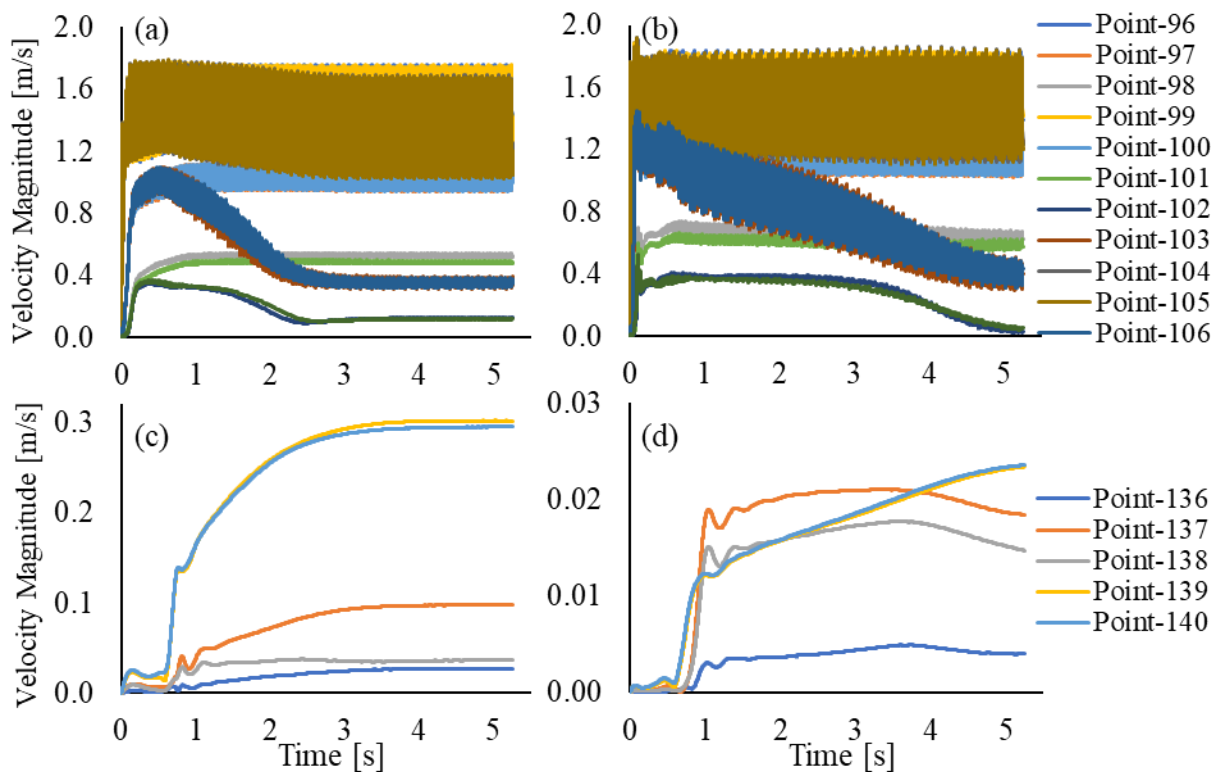 (a)
Velocity Magnitude [m/s]
2.0
1.6
1.2
0.8
0.4
0.0
0 1 2 3 4 5
(b)
2.0
1.6
1.2
0.8
0.4
0.0
0 1 2 3 4 5
Point-96
Point-97
Point-98
Point-99
Point-100
Point-101
Point-102
Point-103
Point-104
Point-105
Point-106
(c)
Velocity Magnitude [m/s]
0.3
0.2
0.1
0.0
0 1 2 3 4 5
Time [s]
(d)
0.03
0.02
0.01
0.00
0 1 2 3 4 5
Time [s]
Point-136
Point-137
Point-138
Point-139
Point-140